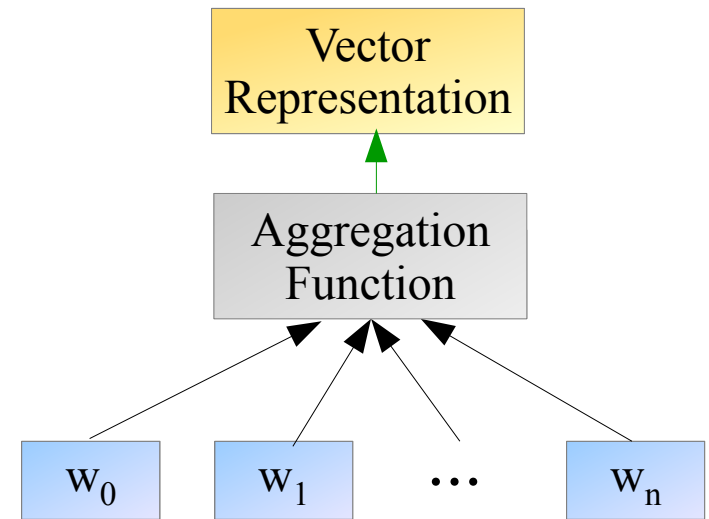 Vector
Representation
Aggregation
Function
w₀ w₁ ... wₙ